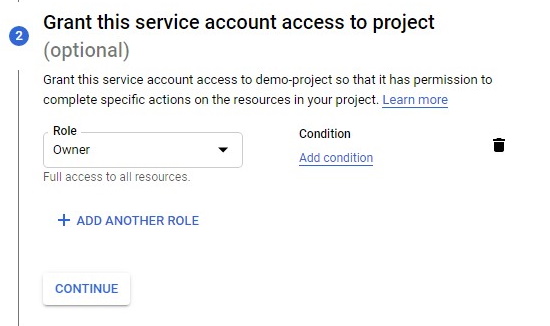 2
Grant this service account access to project
(optional)
Grant this service account access to demo-project so that it has permission to
complete specific actions on the resources in your project. Learn more
Role
Owner
Condition
Add condition
Full access to all resources.
+ ADD ANOTHER ROLE
CONTINUE